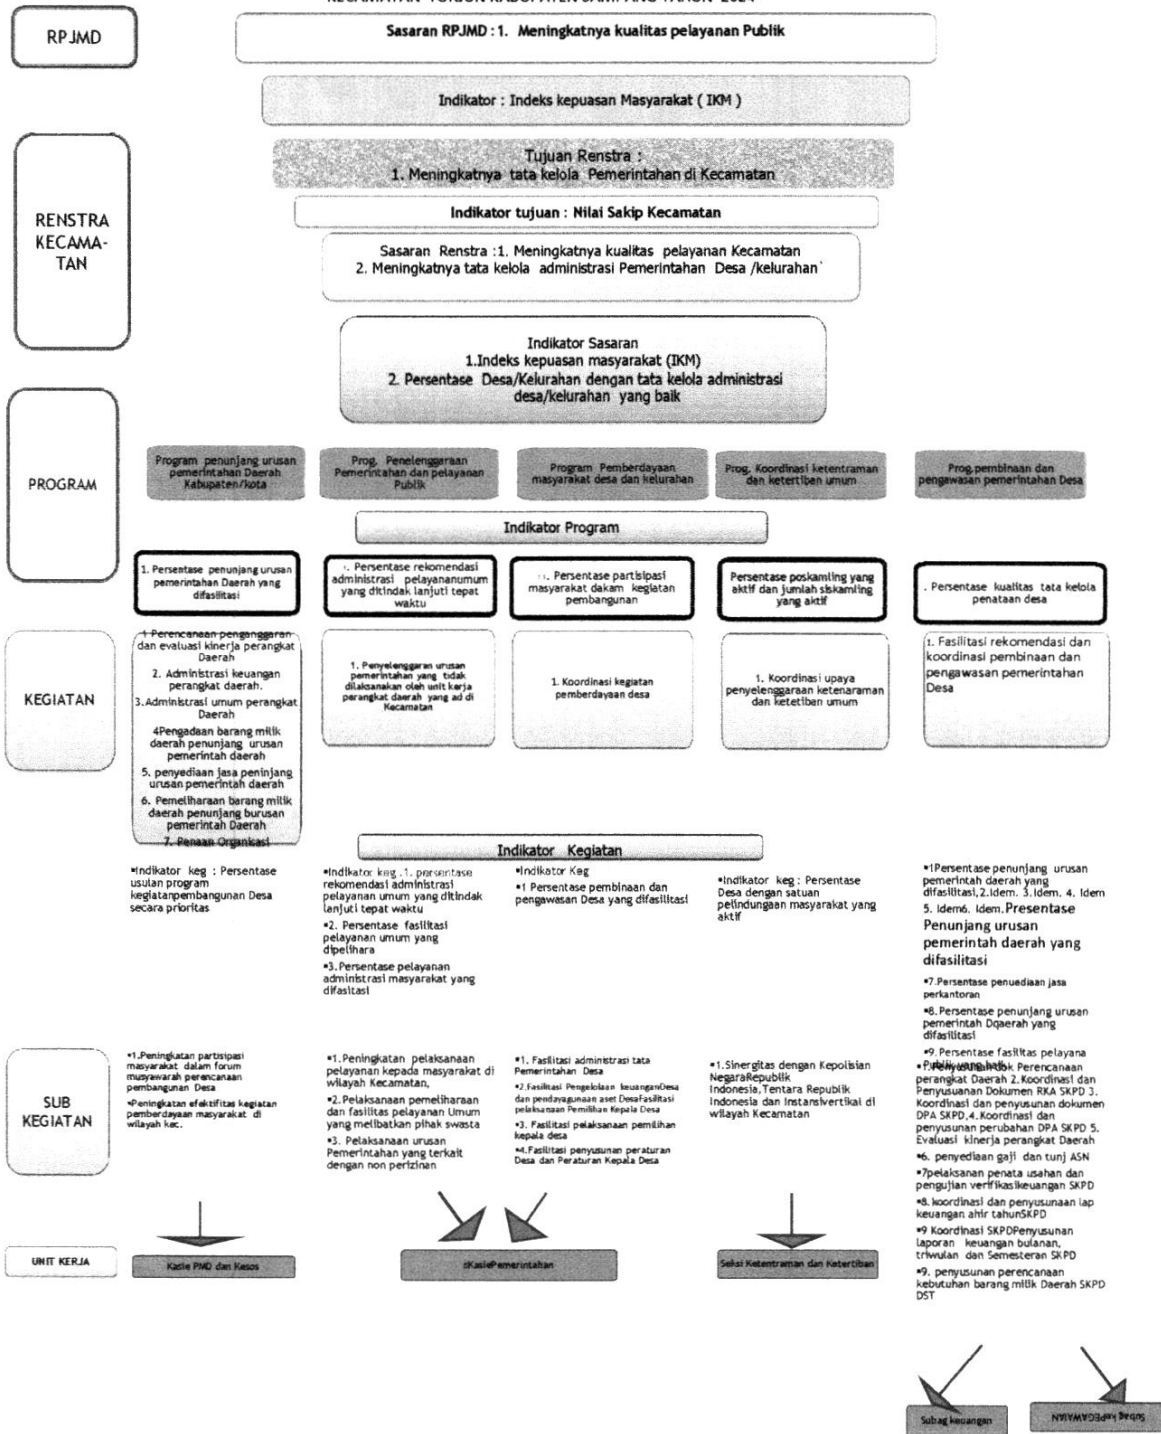 KECAMATAN TORJUN KABUPATEN SAMPANG TAHUN 2024
RPJMD
Sasaran RPJMD : 1. Meningkatnya kualitas pelayanan Publik
Indikator : Indeks kepuasan Masyarakat ( IKM )
RENSTRA
KECAMA-
TAN
Tujuan Renstra :
1. Meningkatnya tata kelola Pemerintahan di Kecamatan
Indikator tujuan : Nilai Sakip Kecamatan
Sasaran Renstra :1. Meningkatnya kualitas pelayanan Kecamatan
2. Meningkatnya tata kelola administrasi Pemerintahan Desa /kelurahan`
Indikator Sasaran
1.Indeks kepuasan masyarakat (IKM)
2. Persentase Desa/Kelurahan dengan tata kelola administrasi
desa/kelurahan yang baik
PROGRAM
Program penunjang urusan
pemerintahan Daerah
Kabupaten/kota
Prog. Penelenggaraan
Pemerintahan dan pelayanan
Publik
Program Pemberdayaan
masyarakat desa dan kelurahan
Prog. Koordinasi ketentraman
dan ketertiban umum
Prog.pembinaan dan
pengawasan pemerintahan Desa
Indikator Program
1. Persentase penunjang urusan
pemerintahan Daerah yang
difasilitasi
. Persentase rekomendasi
administrasi pelayananumum
yang ditindak lanjuti tepat
waktu
. Persentase partisipasi
masyarakat dakam kegiatan
pembangunan
Persentase poskamling yang
aktif dan jumlah siskamling
yang aktif
. Persentase kualitas tata kelola
penataan desa
KEGIATAN
1 Perencanaan penganggaran
dan evaluasi kinerja perangkat
Daerah
2. Administrasi keuangan
perangkat daerah.
3.Administrasi umum perangkat
Daerah
4Pengadaan barang milik
daerah penunjang urusan
pemerintah daerah
5. penyediaan jasa peninjang
urusan pemerintah daerah
6. Pemeliharaan barang milik
daerah penunjang burusan
pemerintah Daerah
7. Penaan Organisasi
1. Penyelenggaran urusan
pemerintahan yang tidak
dilaksanakan oleh unit kerja
perangkat daerah yang ad di
Kecamatan
1. Koordinasi kegiatan
pemberdayaan desa
1. Koordinasi upaya
penyelenggaraan ketenaraman
dan ketetiban umum
1. Fasilitasi rekomendasi dan
koordinasi pembinaan dan
pengawasan pemerintahan
Desa
Indikator Kegiatan
▪Indikator keg : Persentase
usulan program
kegiatanpembangunan Desa
secara prioritas
▪Indikator keg :1. persentase
rekomendasi administrasi
pelayanan umum yang ditindak
lanjuti tepat waktu
▪2. Persentase fasilitasi
pelayanan umum yang
dipelihara
▪3.Persentase pelayanan
administrasi masyarakat yang
difasitasi
▪Indikator Keg
▪1 Persentase pembinaan dan
pengawasan Desa yang difasilitasi
▪Indikator keg : Persentase
Desa dengan satuan
pelindungaan masyarakat yang
aktif
▪1Persentase penunjang urusan
pemerintah daerah yang
difasilitasi,2.Idem. 3.Idem. 4. Idem
5. Idem6. Idem.Presentase
Penunjang urusan
pemerintah daerah yang
difasilitasi
▪7.Persentase penuediaan jasa
perkantoran
▪8.Persentase penunjang urusan
pemerintah Dqaerah yang
difasilitasi
▪9. Persentase fasilitas pelayana
Publik yang baik
SUB
KEGIATAN
▪1.Peningkatan partisipasi
masyarakat dalam forum
musyawarah perencanaan
pembangunan Desa
▪Peningkatan efektifitas kegiatan
pemberdayaan masyarakat di
wilayah kec.
▪1.Peningkatan pelaksanaan
pelayanan kepada masyarakat di
wilayah Kecamatan,
▪2.Pelaksanaan pemeliharaan
dan fasilitas pelayanan Umum
yang melibatkan pihak swasta
▪3. Pelaksanaan urusan
Pemerintahan yang terkait
dengan non perizinan
▪1. Fasilitasi administrasi tata
Pemerintahan Desa
▪2.Fasilitasi Pengelolaan keuanganDesa
dan pendayagunaan aset DesaFasilitasi
pelaksanaan Pemilihan Kepala Desa
▪3. Fasilitasi pelaksanaan pemilihan
kepala desa
▪4.Fasilitasi penyusunan peraturan
Desa dan Peraturan Kepala Desa
▪1.Sinergitas dengan Kepolisian
NegaraRepublik
Indonesia,Tentara Republik
Indonesia dan Instansivertikal di
wilayah Kecamatan
▪1.Penyusunan dok Perencanaan
perangkat Daerah 2.Koordinasi dan
Penyusuanan Dokumen RKA SKPD 3.
Koordinasi dan penyusunan dokumen
DPA SKPD,4.Koordinasi dan
penyusunan perubahan DPA SKPD 5.
Evaluasi kinerja perangkat Daerah
▪6. penyediaan gaji dan tunj ASN
▪7pelaksanan penata usahan dan
pengujian verifikasikeuangan SKPD
▪8. koordinasi dan penyusunaan lap
keuangan ahir tahunSKPD
▪9 Koordinasi SKPDPenyusunan
laporan keuangan bulanan,
triwulan dan Semesteran SKPD
▪9. penyusunan perencanaan
kebutuhan barang milik Daerah SKPD
DST
UNIT KERJA
Kasie PMD dan Kesos
sKasiePemerintahan
Seksi Ketentraman dan Ketertiban
Subag keuangan
Subag kePEGAWAIAN